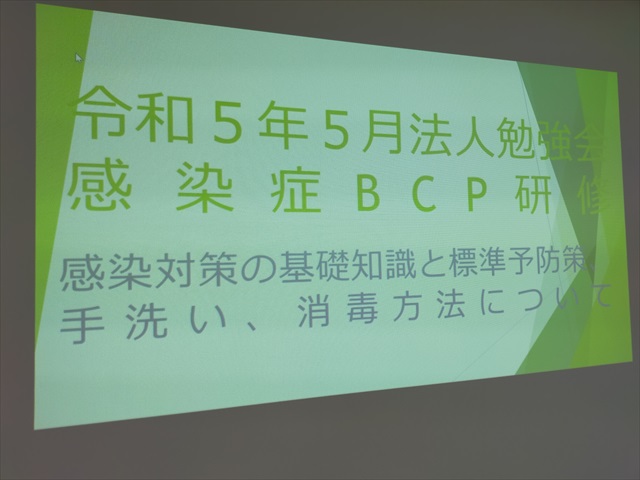 令和５年５月法人勉強会
感染症ＢＣＰ研修
感染対策の基礎知識と標準予防策、
手洗い、消毒方法について